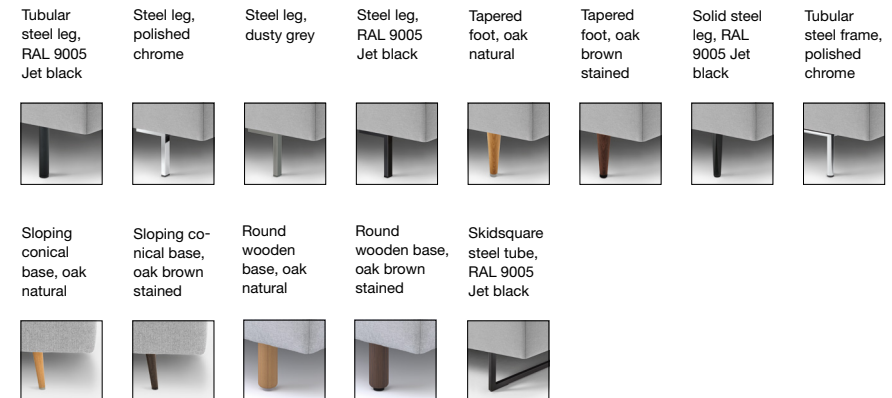 Tubular
steel leg,
RAL 9005
Jet black
Steel leg,
polished
chrome
Steel leg,
dusty grey
Steel leg,
RAL 9005
Jet black
Tapered
foot, oak
natural
Tapered
foot, oak
brown
stained
Solid steel
leg, RAL
9005 Jet
black
Tubular
steel frame,
polished
chrome
Sloping
conical
base, oak
natural
Sloping co-
nical base,
oak brown
stained
Round
wooden
base, oak
natural
Round
wooden base,
oak brown
stained
Skidsquare
steel tube,
RAL 9005
Jet black